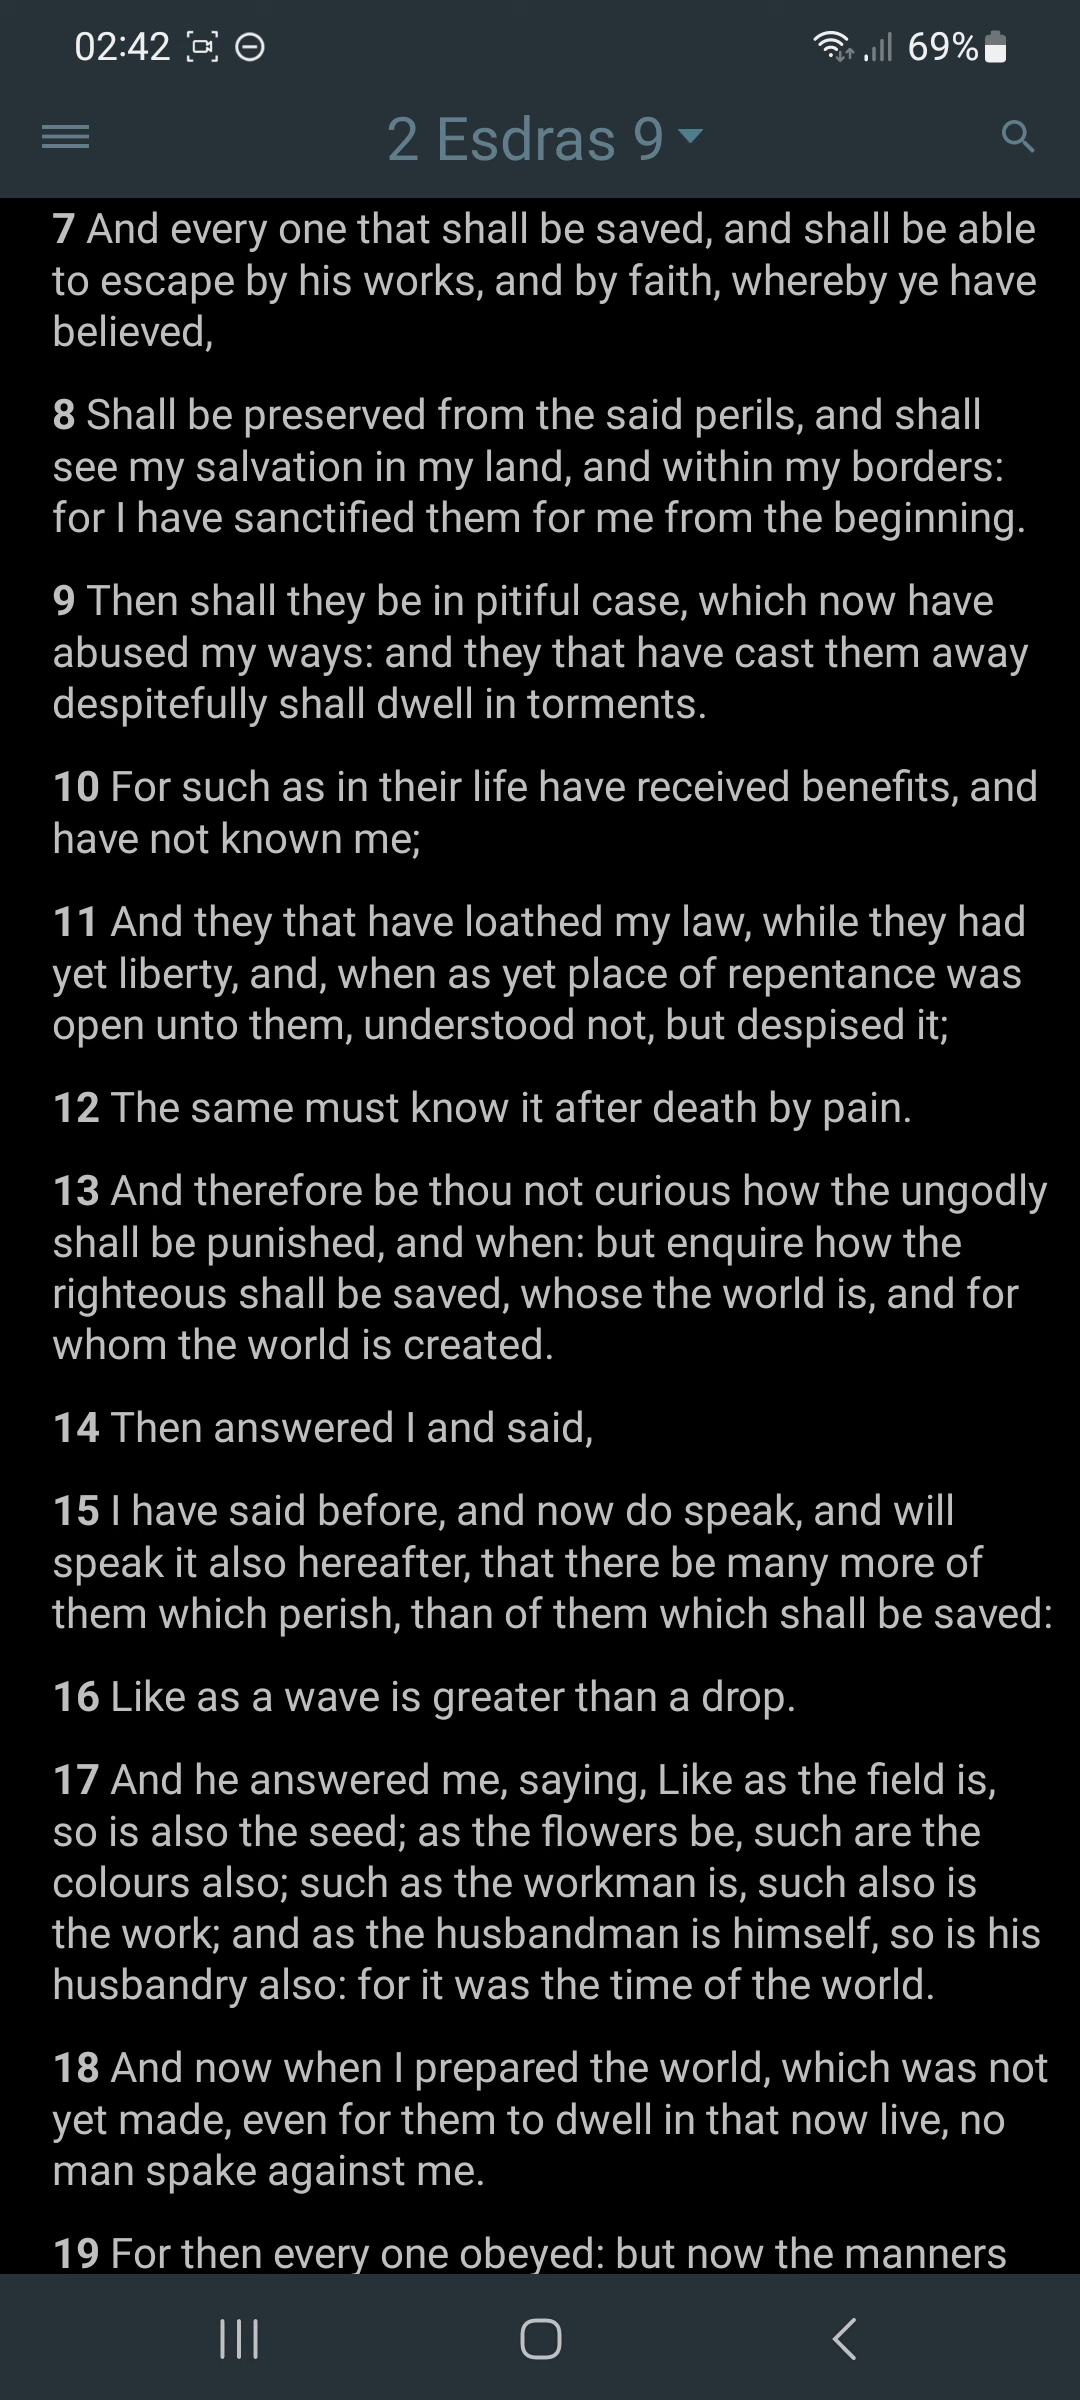 02:42 69%
2 Esdras 9
7 And every one that shall be saved, and shall be able
to escape by his works, and by faith, whereby ye have
believed,
8 Shall be preserved from the said perils, and shall
see my salvation in my land, and within my borders:
for I have sanctified them for me from the beginning.
9 Then shall they be in pitiful case, which now have
abused my ways: and they that have cast them away
despitefully shall dwell in torments.
10 For such as in their life have received benefits, and
have not known me;
11 And they that have loathed my law, while they had
yet liberty, and, when as yet place of repentance was
open unto them, understood not, but despised it;
12 The same must know it after death by pain.
13 And therefore be thou not curious how the ungodly
shall be punished, and when: but enquire how the
righteous shall be saved, whose the world is, and for
whom the world is created.
14 Then answered I and said,
15 I have said before, and now do speak, and will
speak it also hereafter, that there be many more of
them which perish, than of them which shall be saved:
16 Like as a wave is greater than a drop.
17 And he answered me, saying, Like as the field is,
so is also the seed; as the flowers be, such are the
colours also; such as the workman is, such also is
the work; and as the husbandman is himself, so is his
husbandry also: for it was the time of the world.
18 And now when I prepared the world, which was not
yet made, even for them to dwell in that now live, no
man spake against me.
19 For then every one obeyed: but now the manners